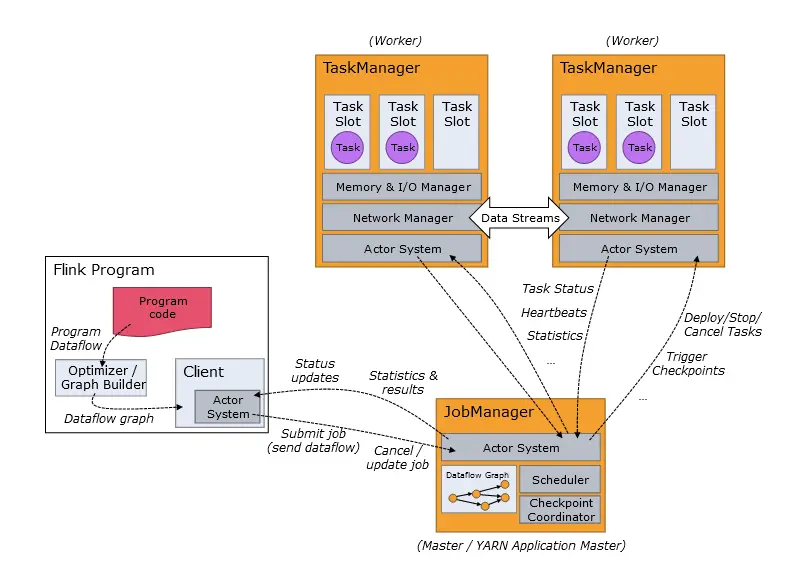 (Worker)
(Worker)
TaskManager
TaskManager
Task
Slot
Task
Slot
Task
Slot
Task
Slot
Task
Slot
Task
Slot
Task
Task
Task
Task
Memory & I/O Manager
Memory & I/O Manager
Network Manager
Data Streams
Network Manager
Actor System
Actor System
Flink Program
Program
code
Program
Dataflow
Optimizer /
Graph Builder
Dataflow graph
Client
Actor
System
Task Status
Heartbeats
Statistics
...
Deploy/Stop/
Cancel Tasks
Trigger
Checkpoints
...
Status
updates
Statistics &
results
Submit job
(send dataflow)
Cancel /
update job
JobManager
Actor System
Dataflow Graph
Scheduler
Checkpoint
Coordinator
(Master / YARN Application Master)